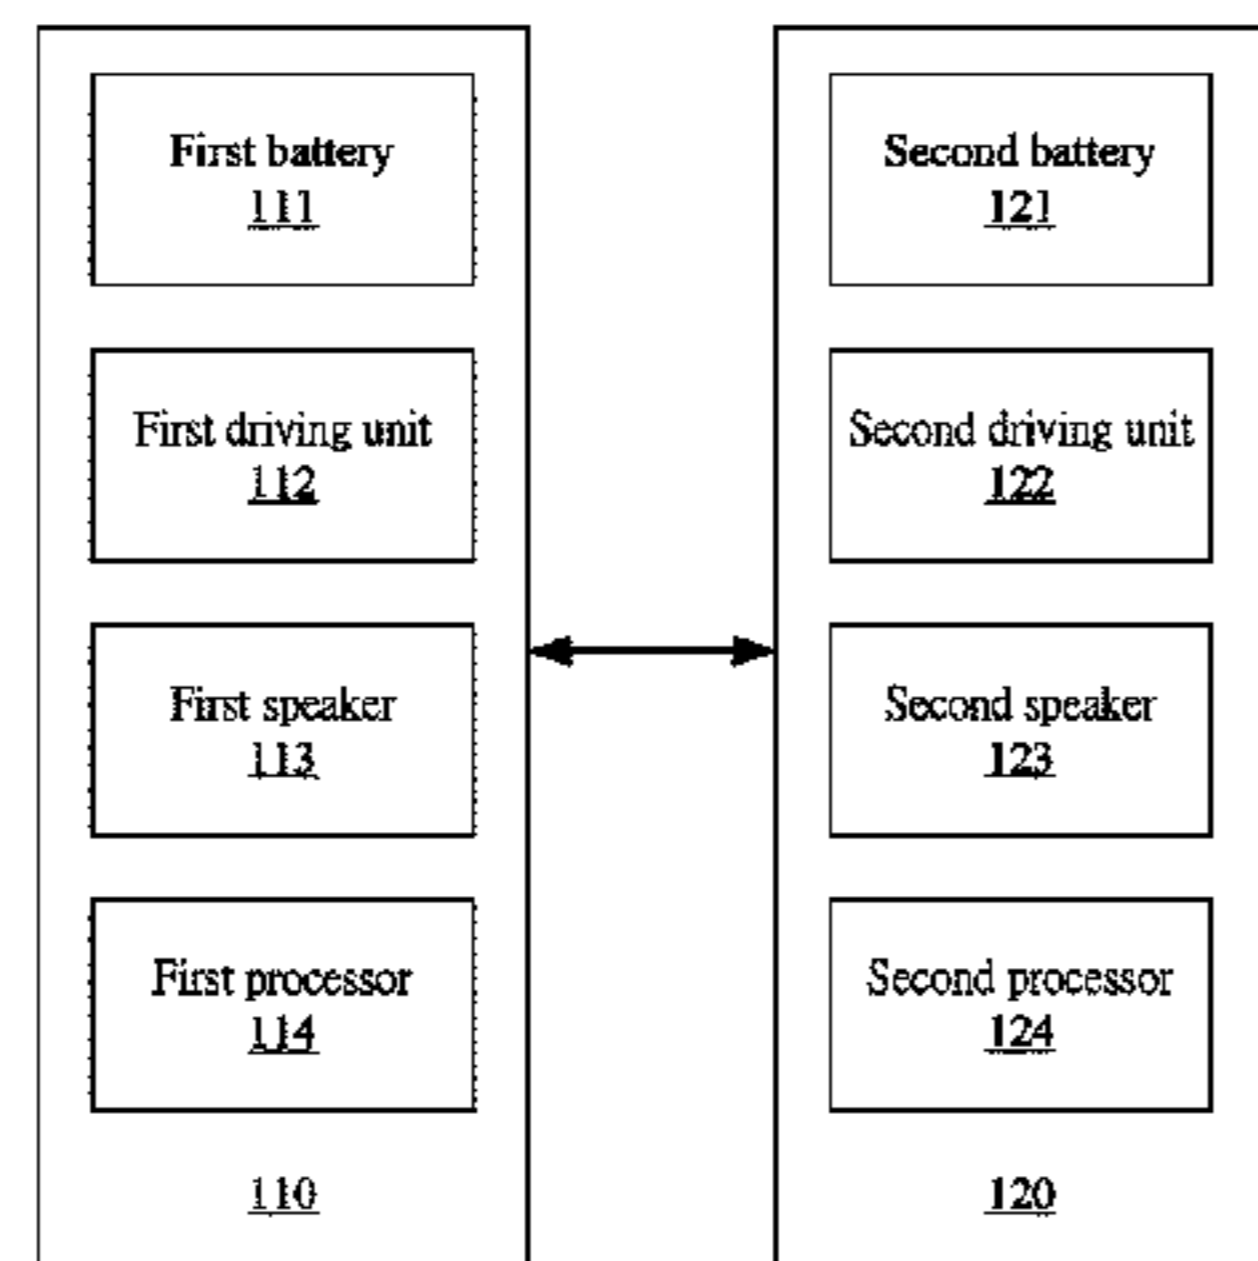 First battery
111
First driving unit
112
First speaker
113
First processor
114
110
Second battery
121
Second driving unit
122
Second speaker
123
Second processor
124
120